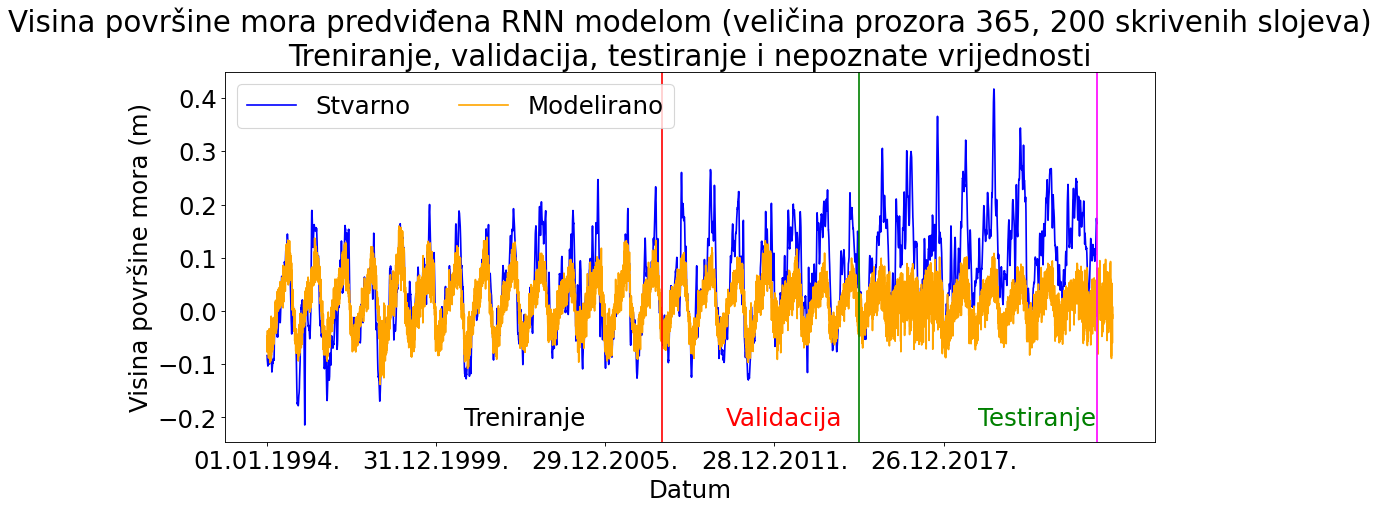 Visina površine mora predviđena RNN modelom (veličina prozora 365, 200 skrivenih slojeva)
Treniranje, validacija, testiranje i nepoznate vrijednosti
Stvarno Modelirano
Visina površine mora (m)
0.4
0.3
0.2
0.1
0.0
−0.1
−0.2
Treniranje Validacija Testiranje
01.01.1994. 31.12.1999. 29.12.2005. 28.12.2011. 26.12.2017.
Datum